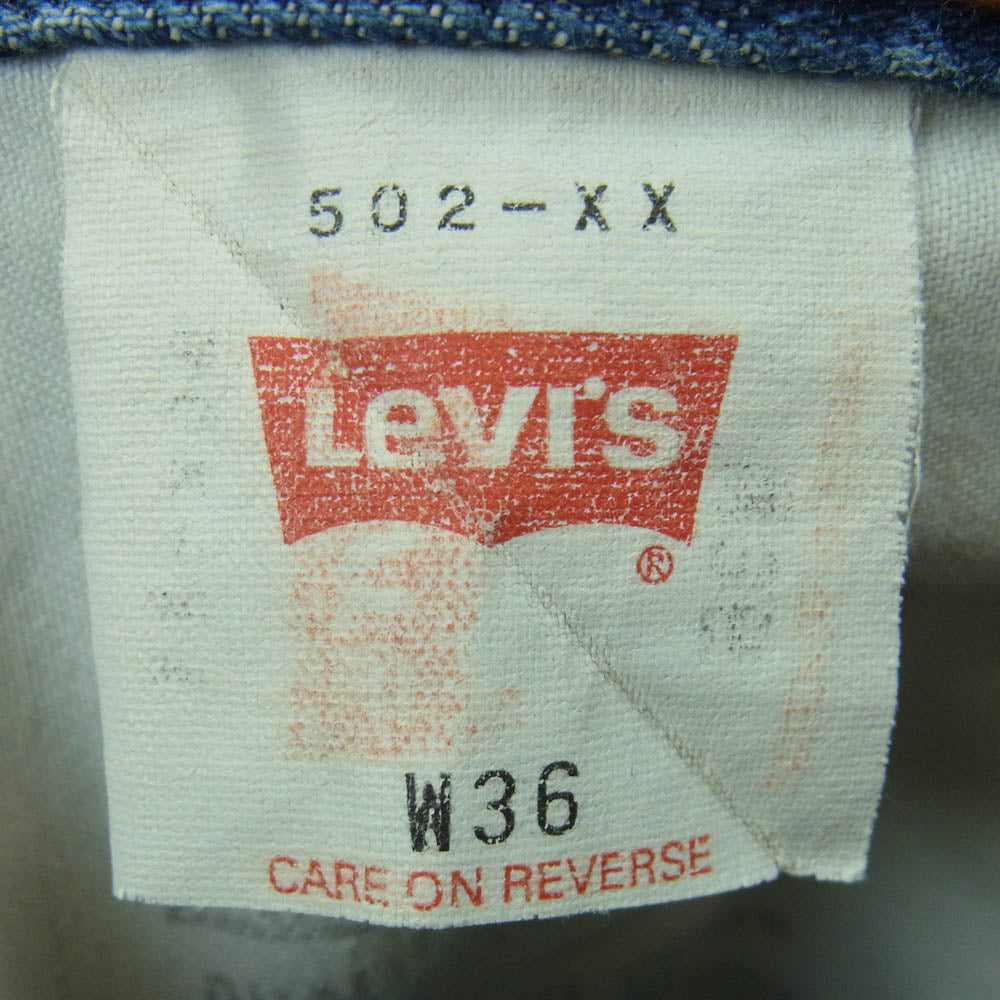 502-XX
Levi's
®
W36
CARE ON REVERSE